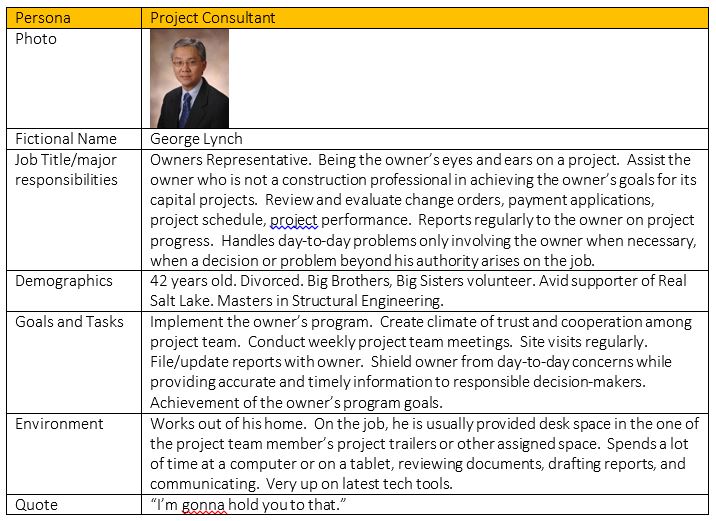 Persona Project Consultant
Photo
Fictional Name George Lynch
Job Title/major Owners Representative. Being the owner's eyes and ears on a project. Assist the
responsibilities owner who is not a construction professional in achieving the owner's goals for its
capital projects. Review and evaluate change orders, payment applications,
project schedule, project performance. Reports regularly to the owner on project
progress. Handles day-to-day problems only involving the owner when necessary,
when a decision or problem beyond his authority arises on the job.
Demographics 42 years old. Divorced. Big Brothers, Big Sisters volunteer. Avid supporter of Real
Salt Lake. Masters in Structural Engineering.
Goals and Tasks Implement the owner's program. Create climate of trust and cooperation among
project team. Conduct weekly project team meetings. Site visits regularly.
File/update reports with owner. Shield owner from day-to-day concerns while
providing accurate and timely information to responsible decision-makers.
Achievement of the owner's program goals.
Environment Works out of his home. On the job, he is usually provided desk space in the one of
the project team member's project trailers or other assigned space. Spends a lot
of time at a computer or on a tablet, reviewing documents, drafting reports, and
communicating. Very up on latest tech tools.
Quote "I'm gonna hold you to that."